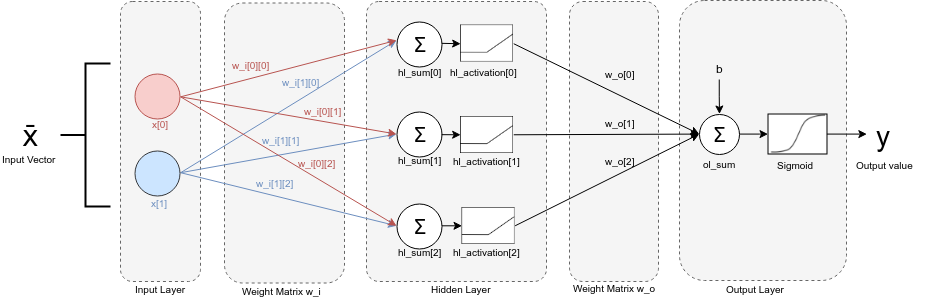 x̄
Input Vector
x[0]
x[1]
Input Layer
w_i[0][0]
w_i[1][0]
w_i[0][1]
w_i[1][1]
w_i[0][2]
w_i[1][2]
Weight Matrix w_i
Σ
hl_sum[0]
hl_activation[0]
Σ
hl_sum[1]
hl_activation[1]
Σ
hl_sum[2]
hl_activation[2]
Hidden Layer
w_o[0]
w_o[1]
w_o[2]
Weight Matrix w_o
b
Σ
ol_sum
Sigmoid
Output Layer
y
Output value